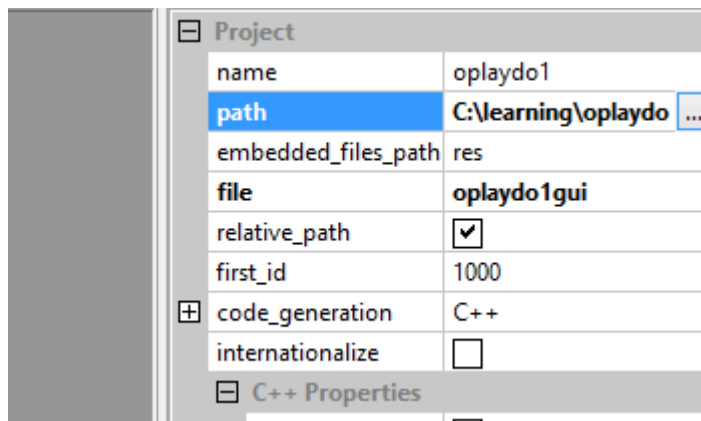 Project
name oplaydo1
path C:\learning\oplaydo ...
embedded_files_path res
file oplaydo1gui
relative_path
first_id 1000
code_generation C++
internationalize
C++ Properties